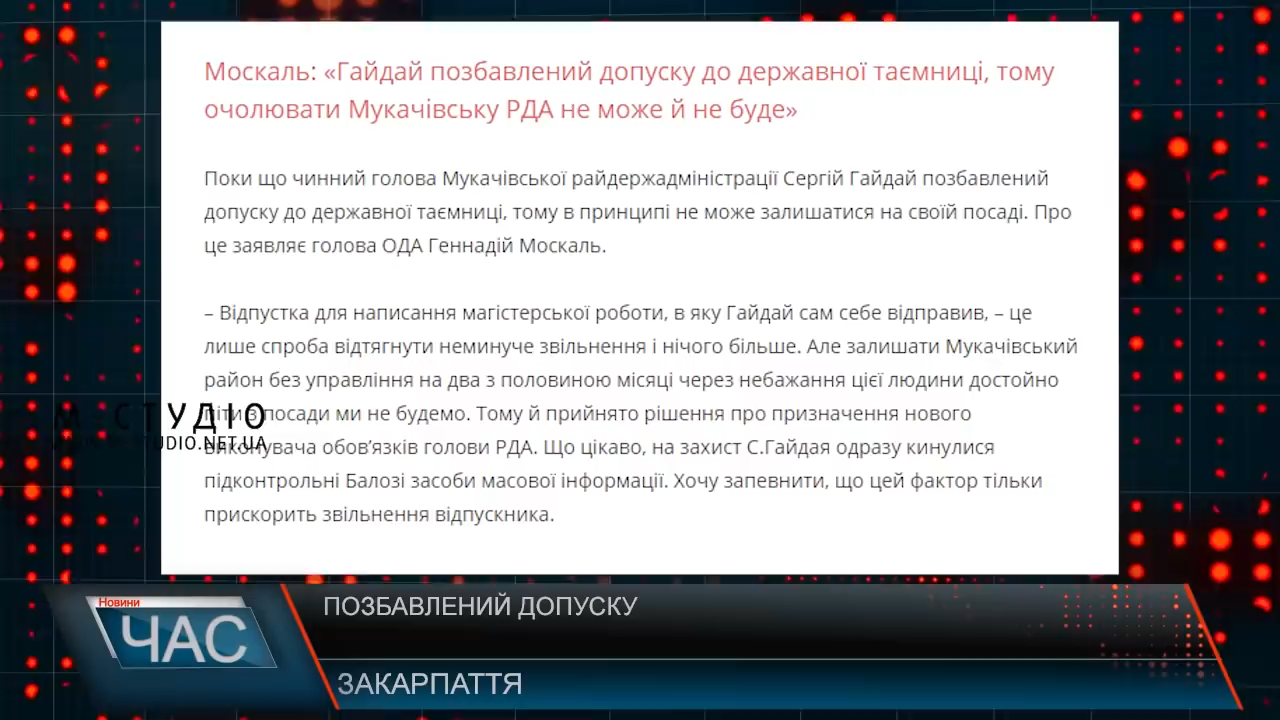 Москаль: «Гайдай позбавлений допуску до державної таємниці, тому
очолювати Мукачівську РДА не може й не буде»
Поки що чинний голова Мукачівської райдержадміністрації Сергій Гайдай позбавлений
допуску до державної таємниці, тому в принципі не може залишатися на своїй посаді. Про
це заявляє голова ОДА Геннадій Москаль.
– Відпустка для написання магістерської роботи, в яку Гайдай сам себе відправив, – це
лише спроба відтягнути неминуче звільнення і нічого більше. Але залишати Мукачівський
район без управління на два з половиною місяці через небажання цієї людини достойно
піти з посади ми не будемо. Тому й прийнято рішення про призначення нового
виконувача обов’язків голови РДА. Що цікаво, на захист С.Гайдая одразу кинулися
підконтрольні Балозі засоби масової інформації. Хочу запевнити, що цей фактор тільки
прискорить звільнення відпускника.
М СТУДІО
STUDIO.NET.UA
Новини
ЧАС
ПОЗБАВЛЕНИЙ ДОПУСКУ
ЗАКАРПАТТЯ